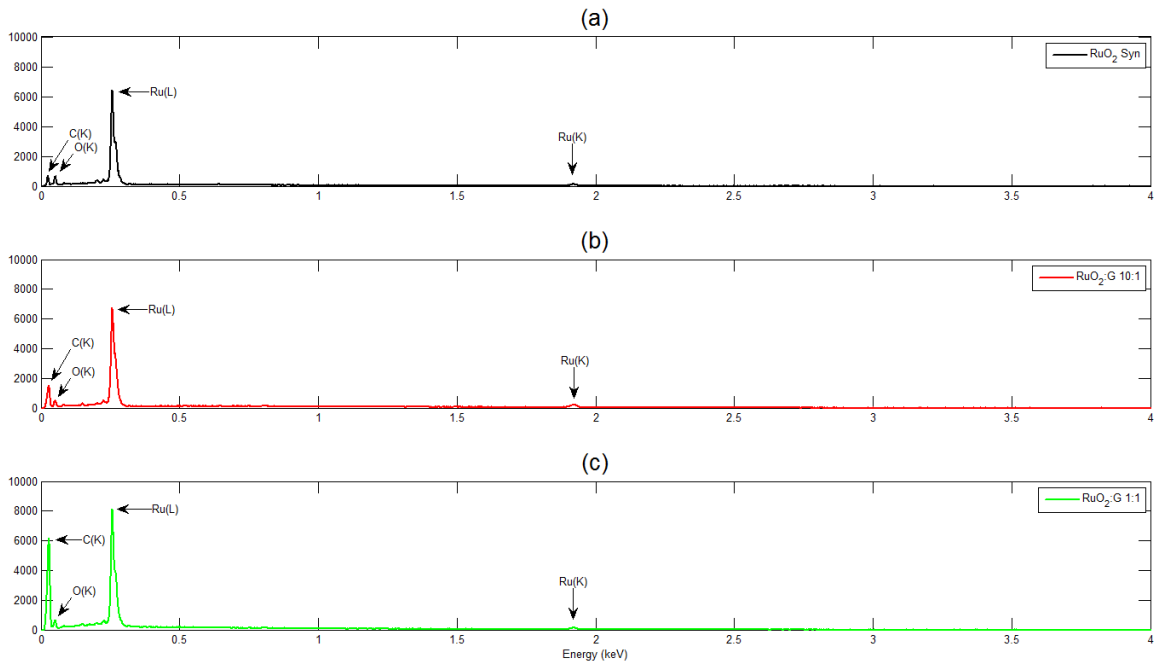 (a)
10000
8000
6000
4000
2000
0
RuO2 Syn
Ru(L)
C(K)
O(K)
Ru(K)
0 0.5 1 1.5 2 2.5 3 3.5 4
(b)
10000
8000
6000
4000
2000
0
RuO2:G 10:1
Ru(L)
C(K)
O(K)
Ru(K)
0 0.5 1 1.5 2 2.5 3 3.5 4
(c)
10000
8000
6000
4000
2000
0
RuO2:G 1:1
Ru(L)
C(K)
O(K)
Ru(K)
0 0.5 1 1.5 2 2.5 3 3.5 4
Energy (keV)